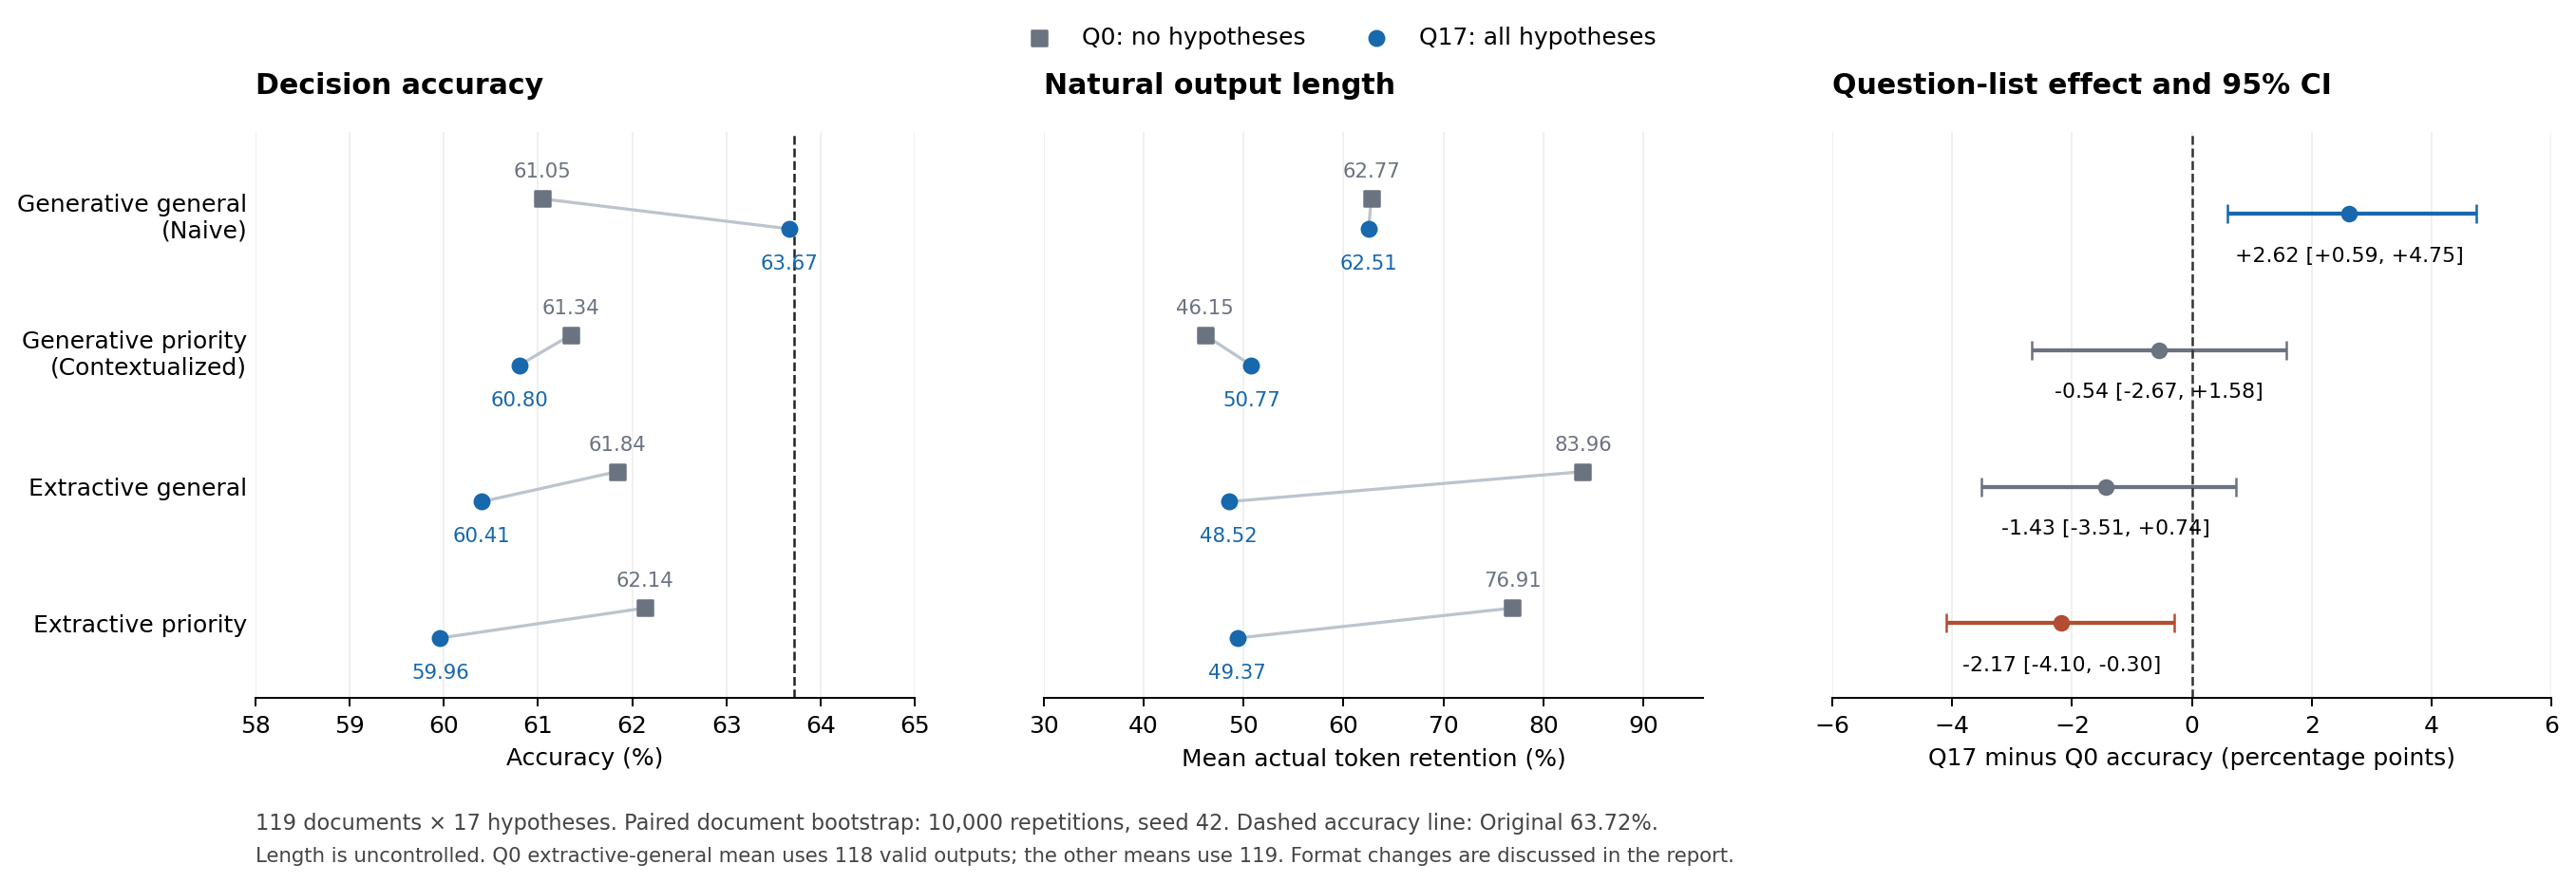 Q0: no hypotheses
Q17: all hypotheses
Decision accuracy
Natural output length
Question-list effect and 95% CI
Generative general
(Naive)
Generative priority
(Contextualized)
Extractive general
Extractive priority
61.05
63.67
61.34
60.80
61.84
60.41
62.14
59.96
58 59 60 61 62 63 64 65
Accuracy (%)
62.77
62.51
46.15
50.77
83.96
48.52
76.91
49.37
30 40 50 60 70 80 90
Mean actual token retention (%)
+2.62 [+0.59, +4.75]
-0.54 [-2.67, +1.58]
-1.43 [-3.51, +0.74]
-2.17 [-4.10, -0.30]
−6 −4 −2 0 2 4 6
Q17 minus Q0 accuracy (percentage points)
119 documents × 17 hypotheses. Paired document bootstrap: 10,000 repetitions, seed 42. Dashed accuracy line: Original 63.72%.
Length is uncontrolled. Q0 extractive-general mean uses 118 valid outputs; the other means use 119. Format changes are discussed in the report.